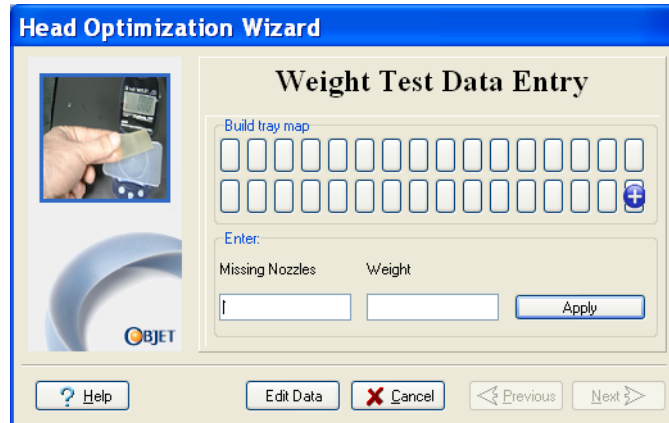 Head Optimization Wizard
Weight Test Data Entry
Build tray map
Enter:
Missing Nozzles Weight
Apply
OBJET
? Help Edit Data Cancel Previous Next